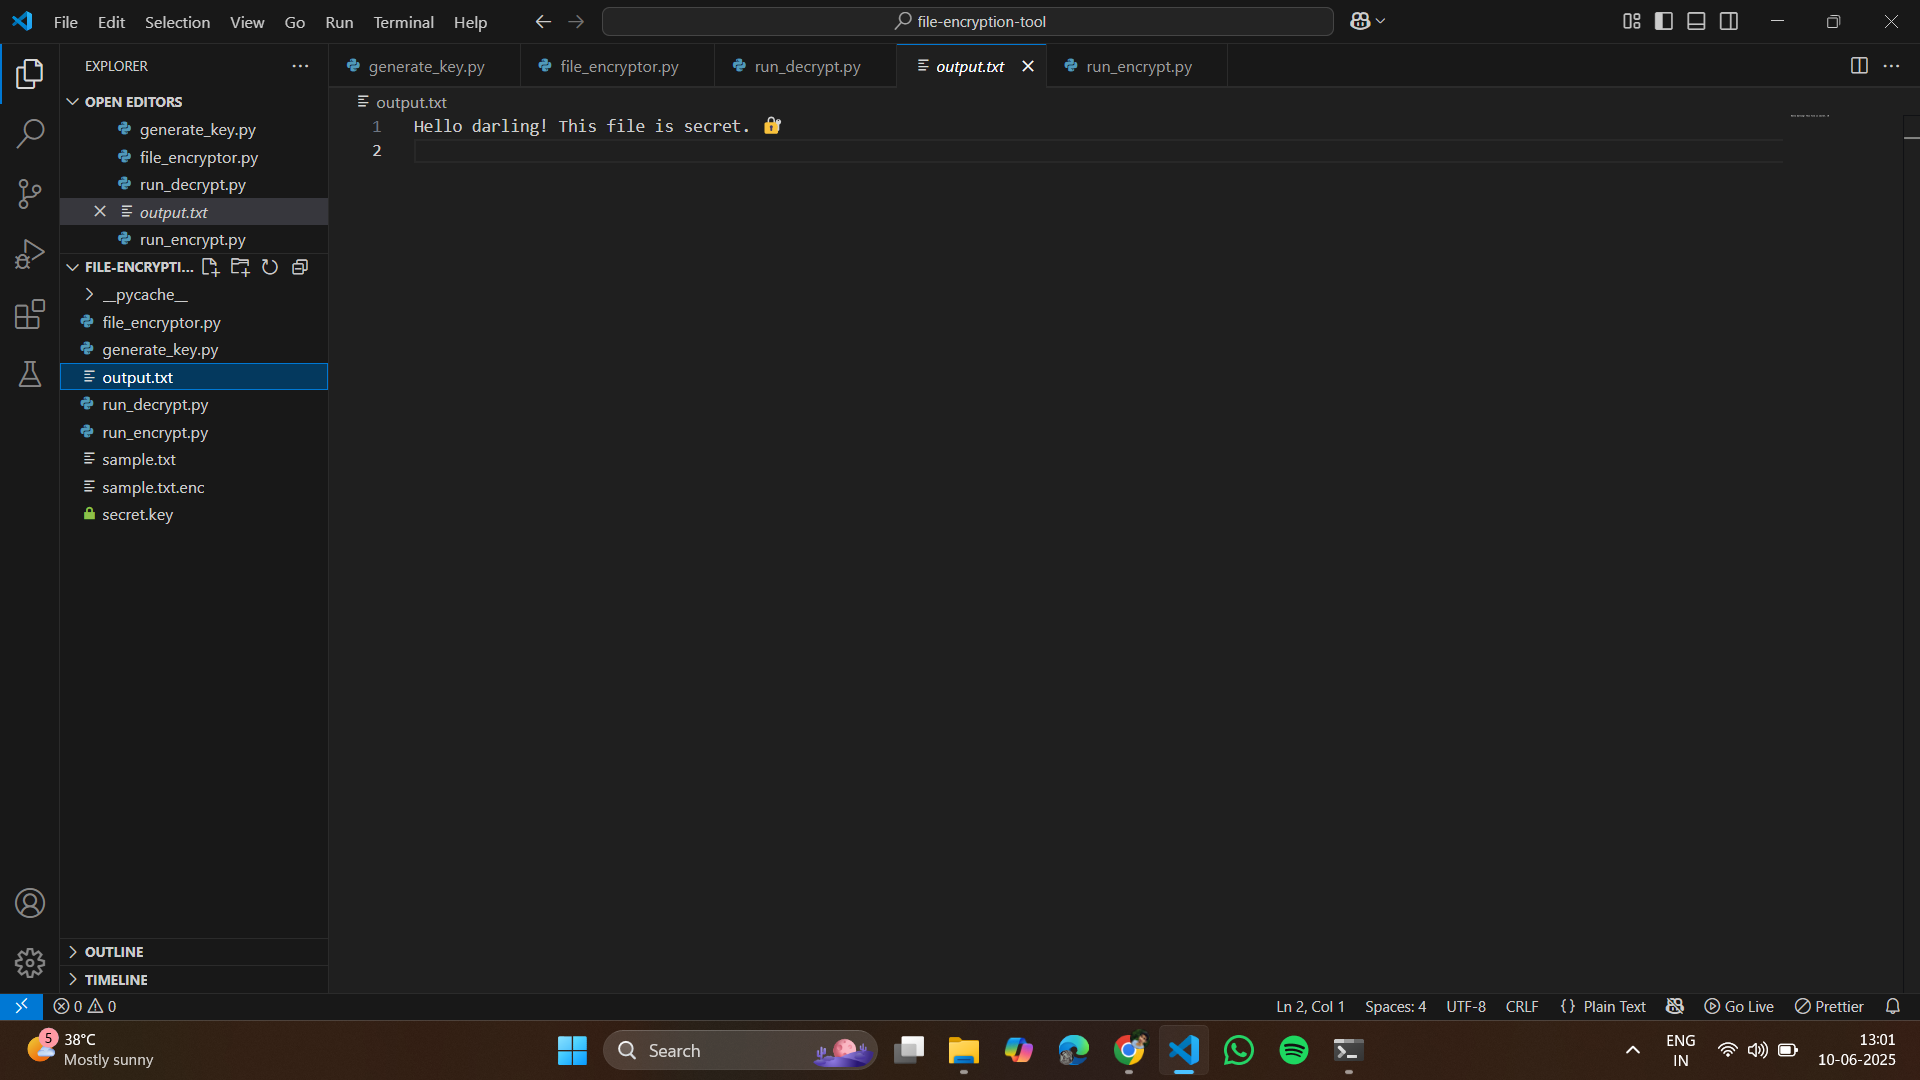 File Edit Selection View Go Run Terminal Help
file-encryption-tool
EXPLORER
generate_key.py
file_encryptor.py
run_decrypt.py
output.txt
run_encrypt.py
OPEN EDITORS
generate_key.py
file_encryptor.py
run_decrypt.py
output.txt
run_encrypt.py
FILE-ENCRYPTI...
__pycache__
file_encryptor.py
generate_key.py
output.txt
run_decrypt.py
run_encrypt.py
sample.txt
sample.txt.enc
secret.key
OUTLINE
TIMELINE
output.txt
1 Hello darling! This file is secret. 🔐
2
0 0
Ln 2, Col 1 Spaces: 4 UTF-8 CRLF {} Plain Text Go Live Prettier
5
38°C
Mostly sunny
Search
ENG
IN
13:01
10-06-2025